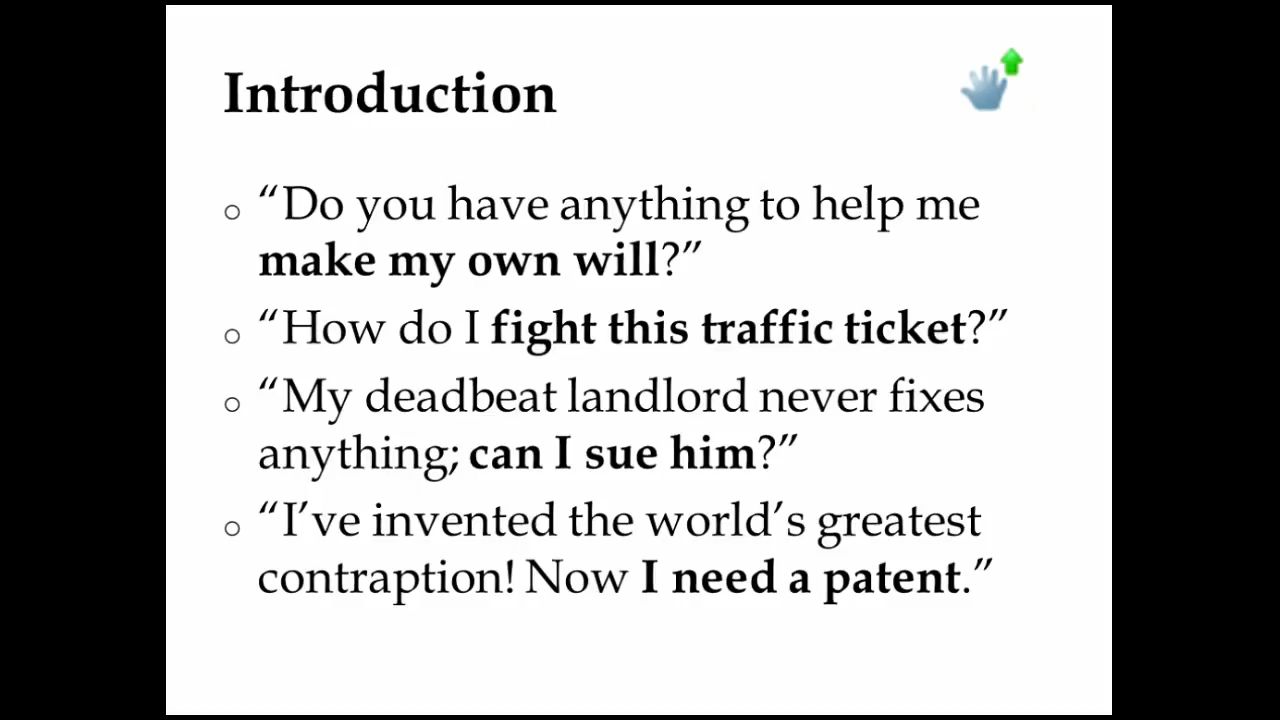 Introduction
○ “Do you have anything to help me
make my own will?”
○ “How do I fight this traffic ticket?”
○ “My deadbeat landlord never fixes
anything; can I sue him?”
○ “I’ve invented the world’s greatest
contraption! Now I need a patent.”